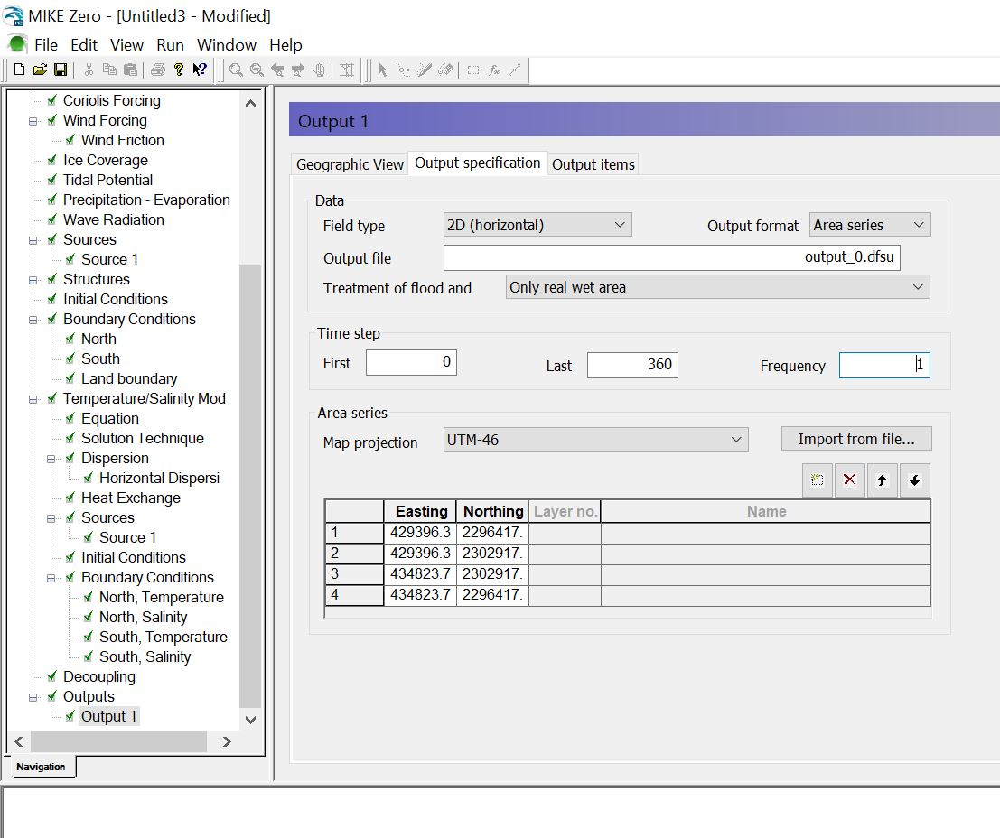 MIKE Zero - [Untitled3 - Modified]
File Edit View Run Window Help
Coriolis Forcing
Wind Forcing
Wind Friction
Ice Coverage
Tidal Potential
Precipitation - Evaporation
Wave Radiation
Sources
Source 1
Structures
Initial Conditions
Boundary Conditions
North
South
Land boundary
Temperature/Salinity Mod
Equation
Solution Technique
Dispersion
Horizontal Dispersi
Heat Exchange
Sources
Source 1
Initial Conditions
Boundary Conditions
North, Temperature
North, Salinity
South, Temperature
South, Salinity
Decoupling
Outputs
Output 1
Navigation
Output 1
Geographic View Output specification Output items
Data
Field type 2D (horizontal) Output format Area series
Output file output_0.dfsu
Treatment of flood and Only real wet area
Time step
First 0 Last 360 Frequency 1
Area series
Map projection UTM-46 Import from file...
Easting Northing Layer no. Name
1 429396.3 2296417.
2 429396.3 2302917.
3 434823.7 2302917.
4 434823.7 2296417.